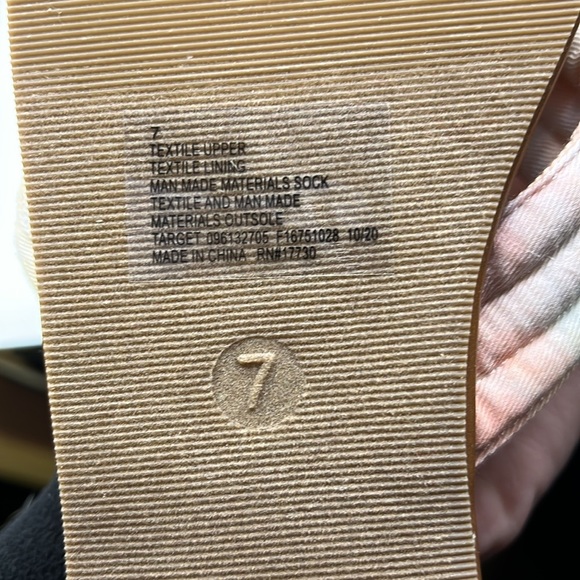 7
TEXTILE UPPER
TEXTILE LINING
MAN MADE MATERIALS SOCK
TEXTILE AND MAN MADE
MATERIALS OUTSOLE
TARGET 096132705 F16751028 10/20
MADE IN CHINA RN#17730
7